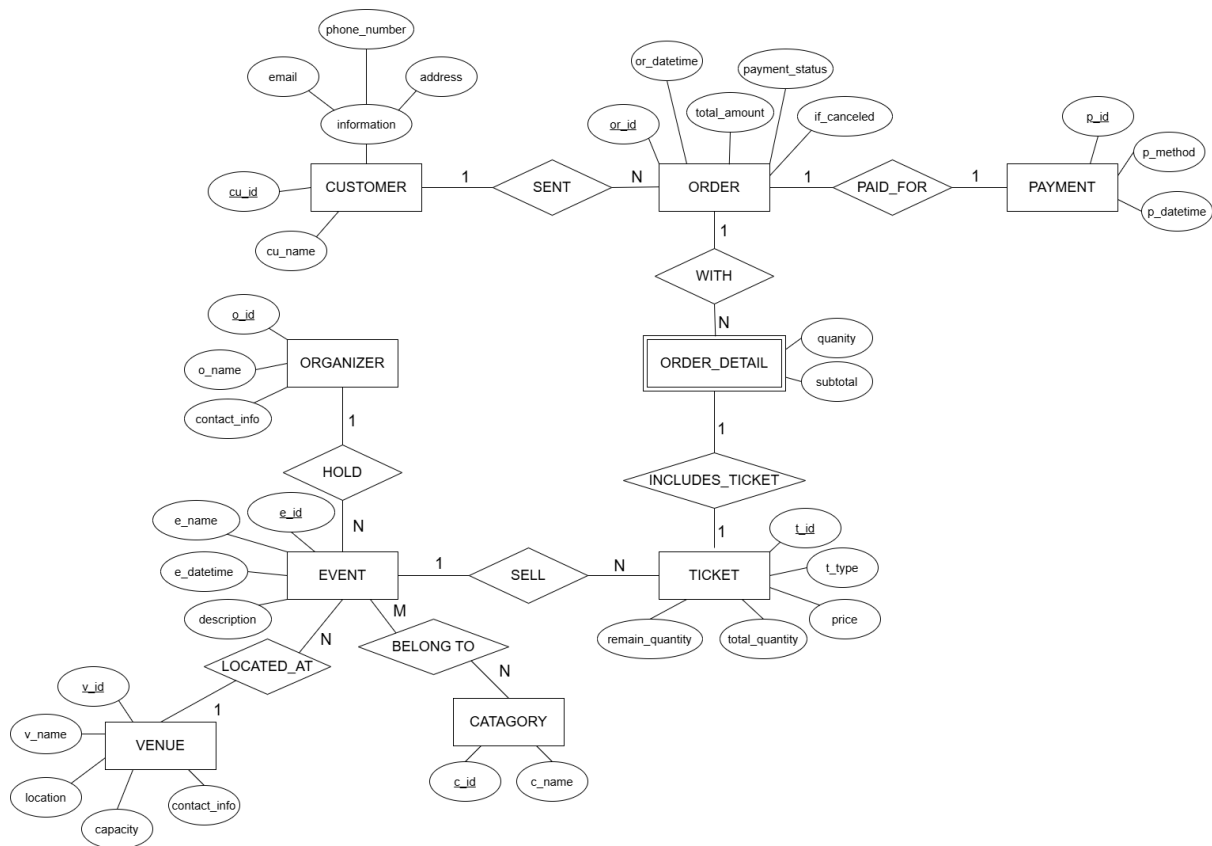 phone_number
or_datetime
payment_status
email
address
information
or_id
total_amount
if_canceled
p_id
p_method
CUSTOMER
1
SENT
N
ORDER
1
PAID_FOR
1
PAYMENT
cu_id
p_datetime
cu_name
1
WITH
N
o_id
ORGANIZER
o_name
contact_info
ORDER_DETAIL
quanity
subtotal
1
1
HOLD
INCLUDES_TICKET
N
1
e_name
e_id
t_id
e_datetime
EVENT
1
SELL
N
TICKET
t_type
description
price
M
remain_quantity
total_quantity
N
BELONG TO
LOCATED_AT
N
v_id
1
v_name
VENUE
CATAGORY
location
capacity
contact_info
c_id
c_name